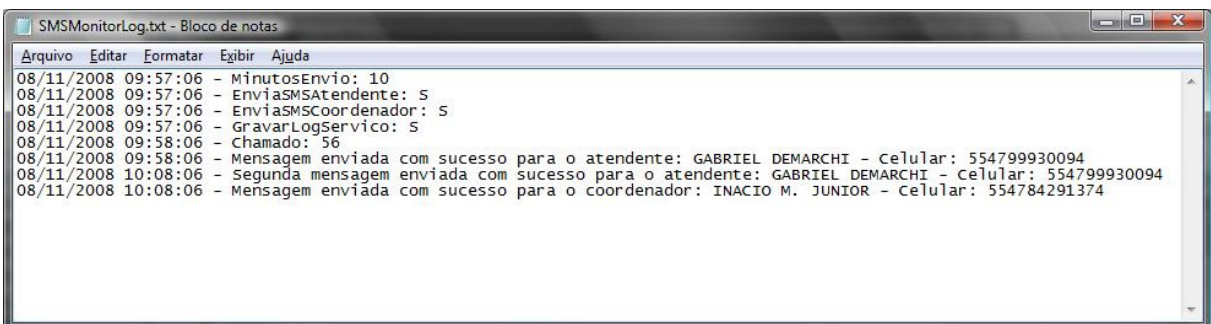 SMSMonitorLog.txt - Bloco de notas
Arquivo Editar Formatar Exibir Ajuda
08/11/2008 09:57:06 - MinutosEnvio: 10
08/11/2008 09:57:06 - EnviaSMSAtendente: S
08/11/2008 09:57:06 - EnviaSMSCoordenador: S
08/11/2008 09:57:06 - GravarLogServico: S
08/11/2008 09:58:06 - Chamado: 56
08/11/2008 09:58:06 - Mensagem enviada com sucesso para o atendente: GABRIEL DEMARCHI - Celular: 554799930094
08/11/2008 10:08:06 - Segunda mensagem enviada com sucesso para o atendente: GABRIEL DEMARCHI - Celular: 554799930094
08/11/2008 10:08:06 - Mensagem enviada com sucesso para o coordenador: INACIO M. JUNIOR - Celular: 554784291374